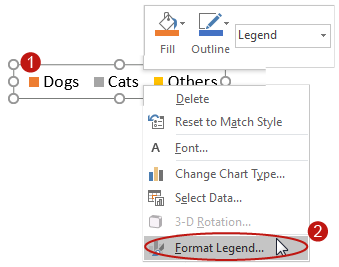 Fill Outline Legend
1
Dogs Cats Others
Delete
Reset to Match Style
A Font...
Change Chart Type...
Select Data...
3-D Rotation...
2
Format Legend...